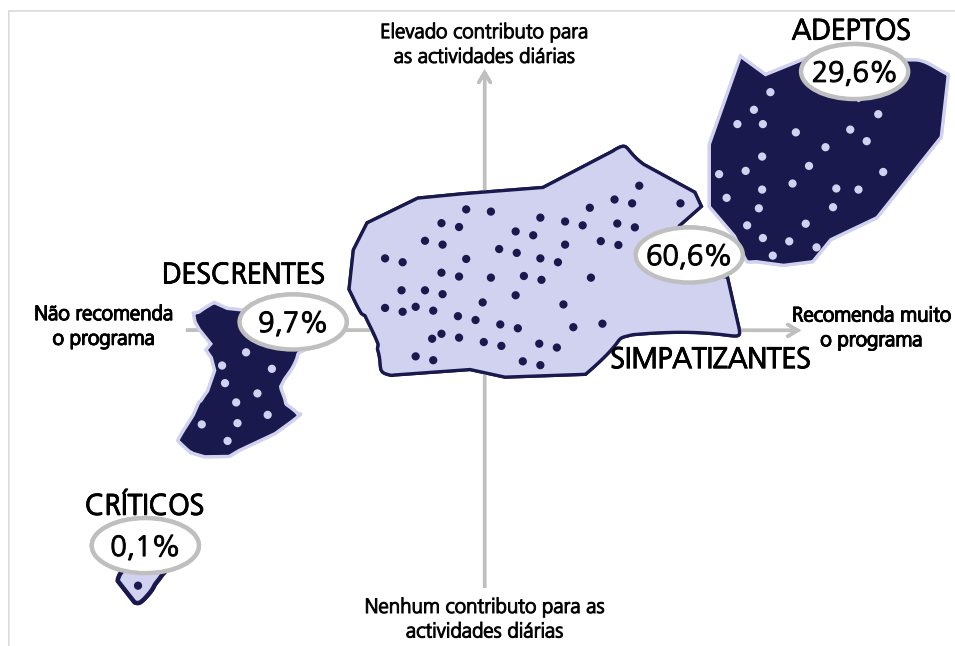 Elevado contributo para
as actividades diárias
ADEPTOS
29,6%
60,6%
DESCRENTES
9,7%
Não recomenda
o programa
Recomenda muito
o programa
SIMPATIZANTES
CRÍTICOS
0,1%
Nenhum contributo para as
actividades diárias